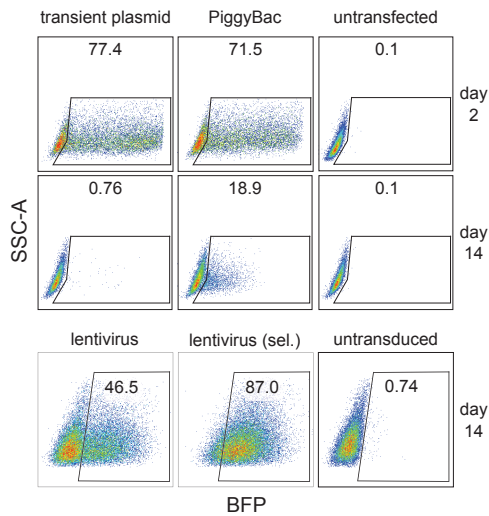 transient plasmid PiggyBac untransfected
77.4 71.5 0.1
day 2
0.76 18.9 0.1
day 14
SSC-A
lentivirus lentivirus (sel.) untransduced
46.5 87.0 0.74
day 14
BFP